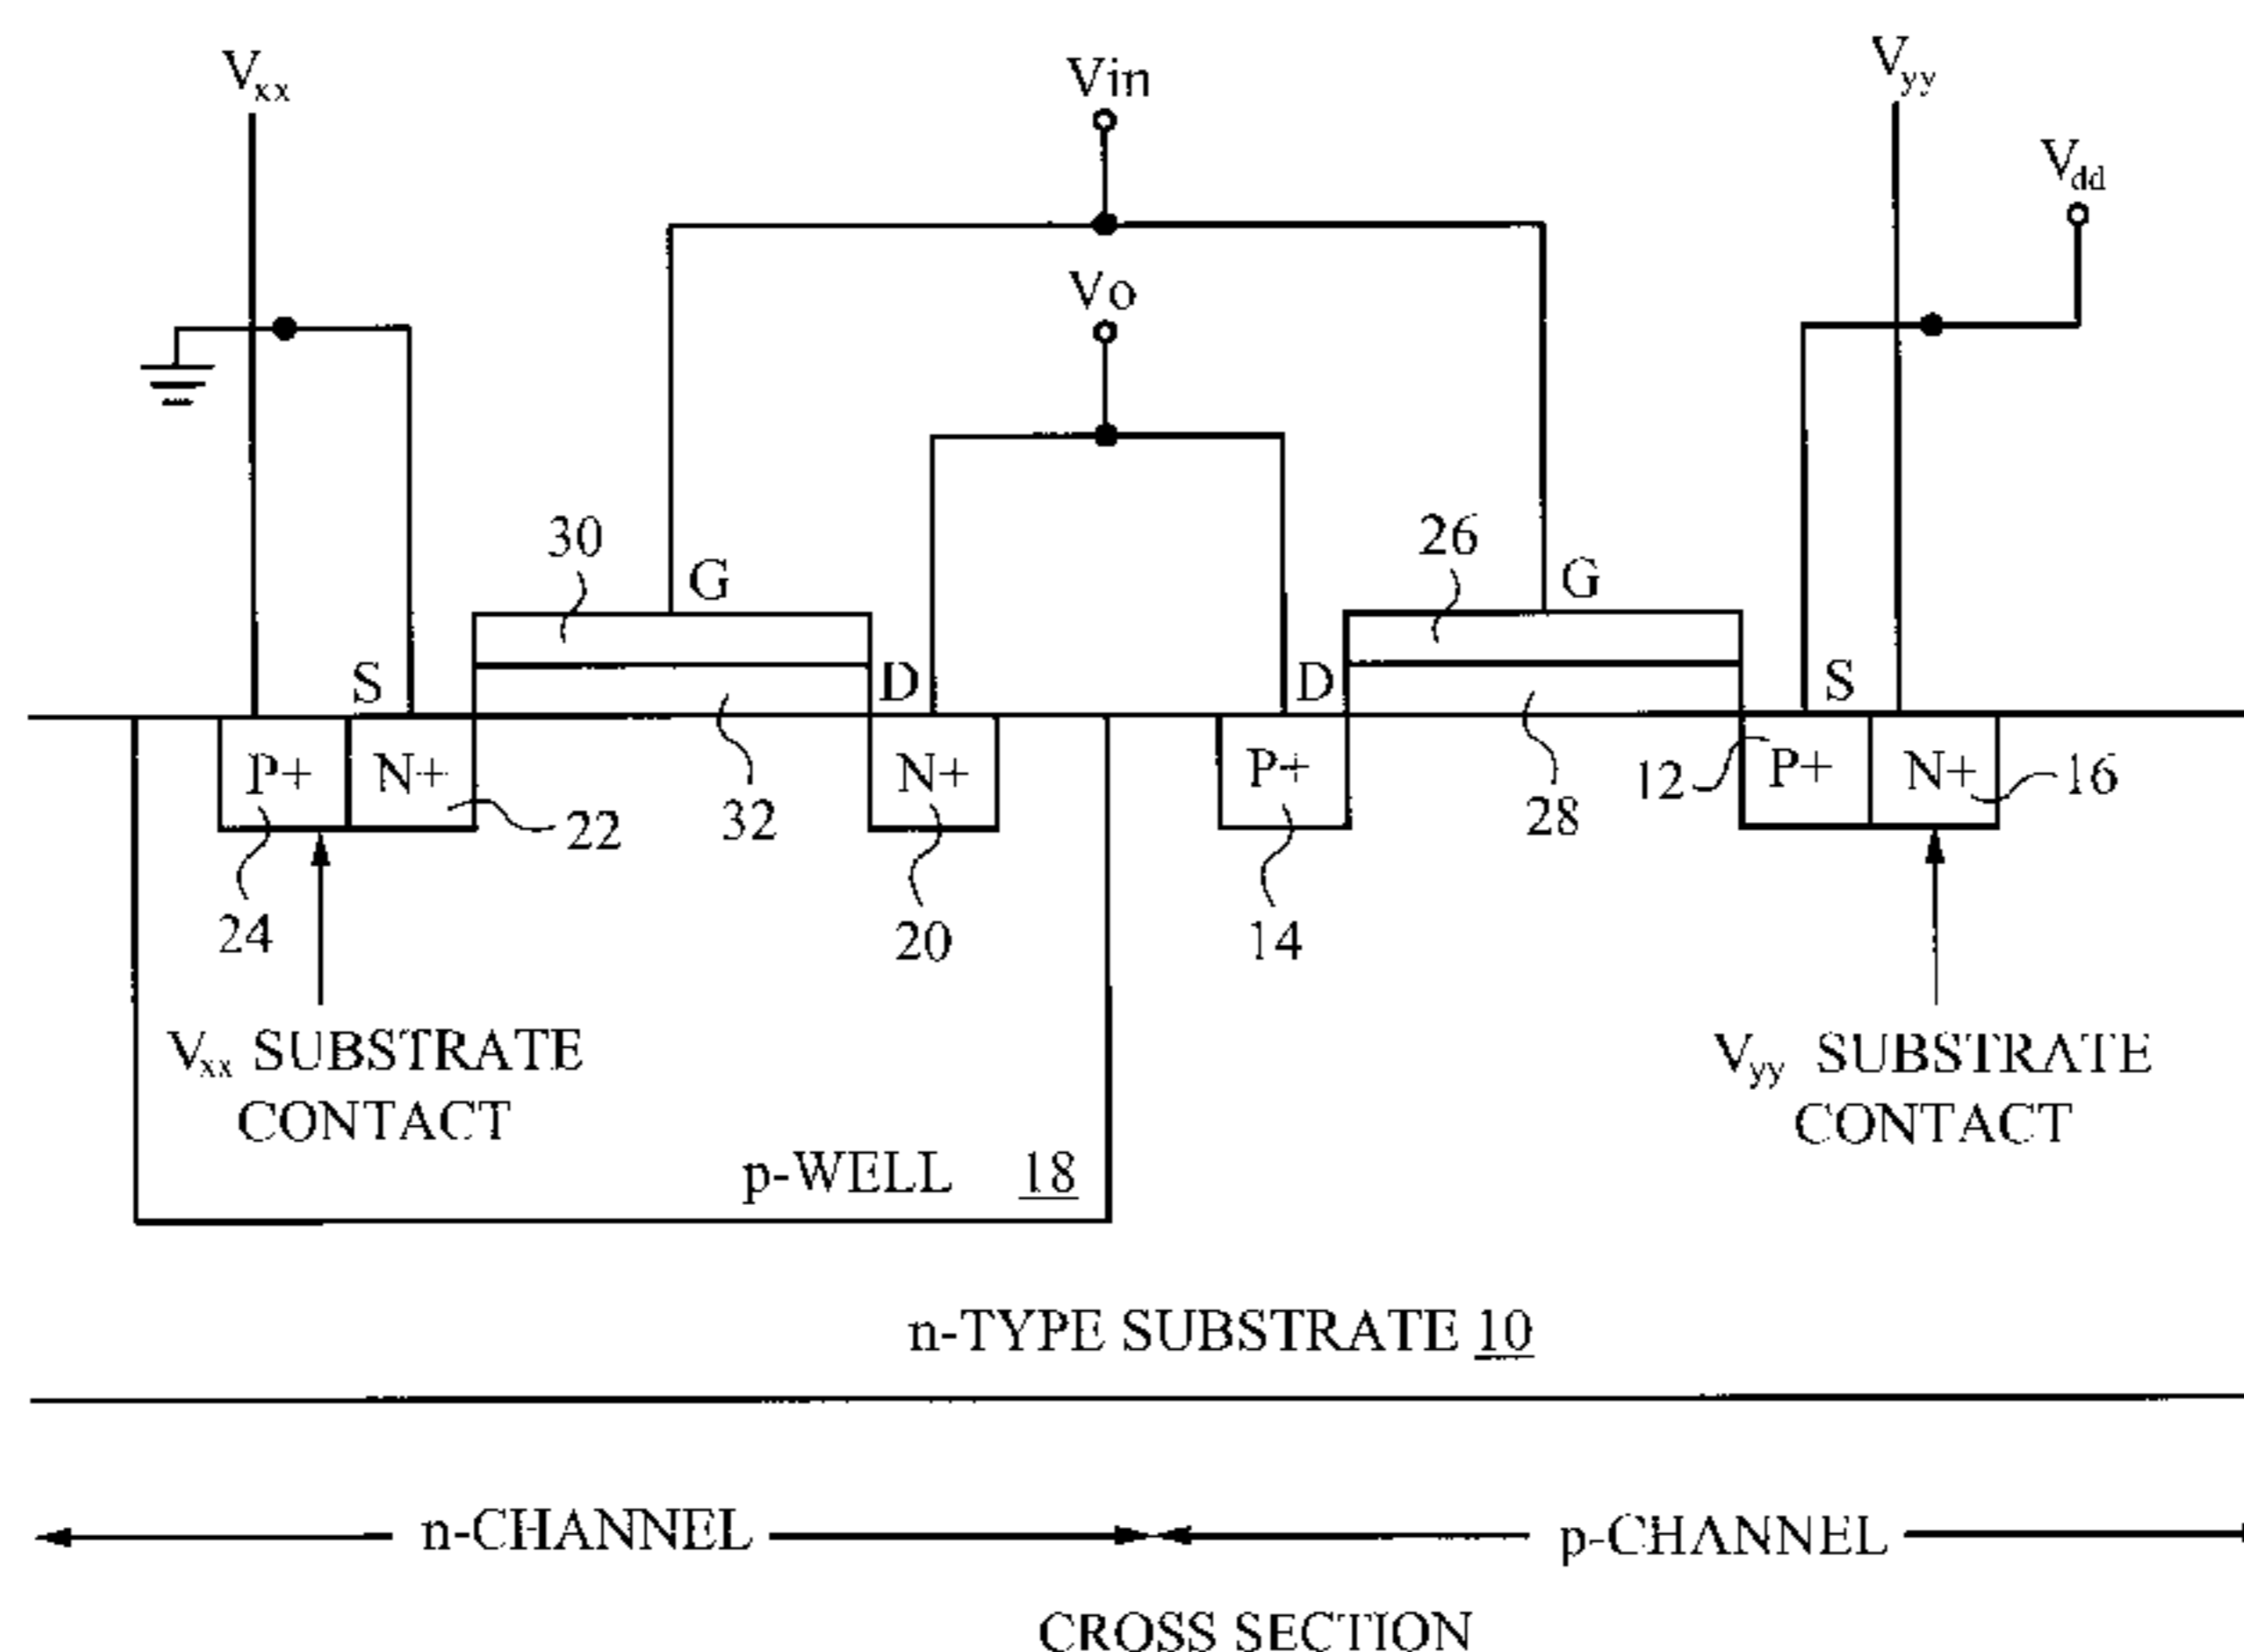 Vxx
Vin
Vyy
Vdd
Vo
30
G
26
G
S
D
D
S
P+
N+
32
N+
P+
28
12
P+
N+
16
22
24
20
14
Vxx SUBSTRATE
CONTACT
Vyy SUBSTRATE
CONTACT
p-WELL 18
n-TYPE SUBSTRATE 10
n-CHANNEL
p-CHANNEL
CROSS SECTION